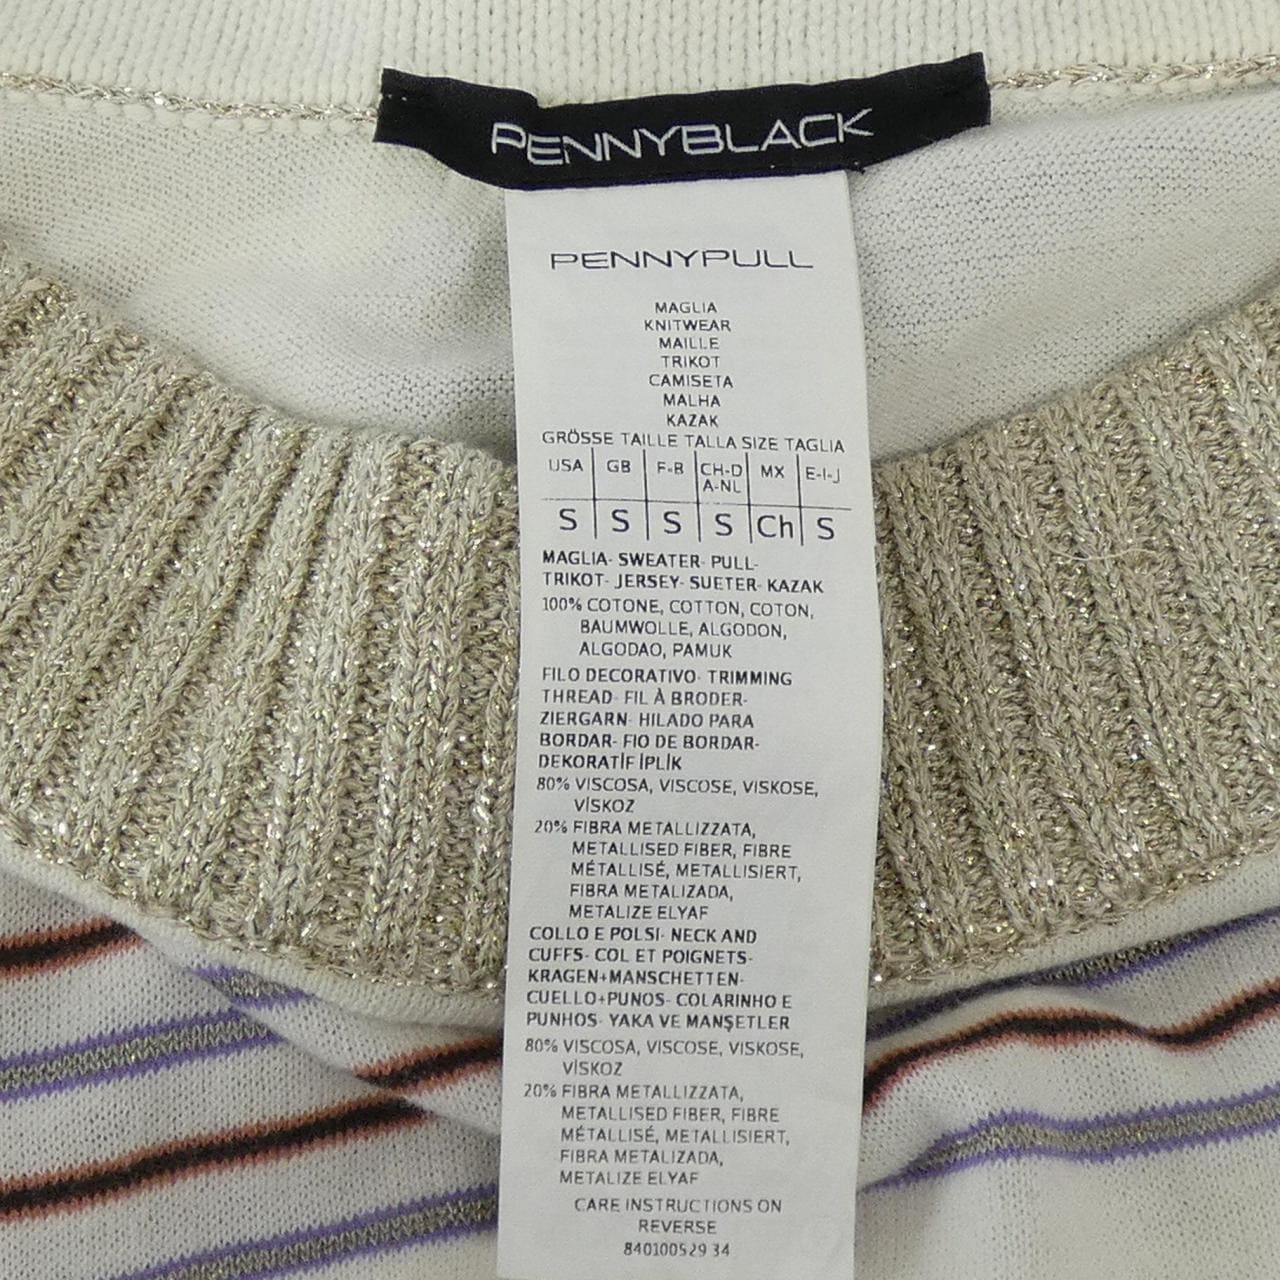 PENNYBLACK
PENNYPULL
MAGLIA
KNITWEAR
MAILLE
TRIKOT
CAMISETA
MALHA
KAZAK
GRÖSSE TAILLE TALLA SIZE TAGLIA
USA GB F-B CH-D A-NL MX E-I-J
S S S S Ch S
MAGLIA- SWEATER- PULL-
TRIKOT- JERSEY- SUETER- KAZAK
100% COTONE, COTTON, COTON,
BAUMWOLLE, ALGODON,
ALGODAO, PAMUK
FILO DECORATIVO- TRIMMING
THREAD- FIL À BRODER-
ZIERGARN- HILADO PARA
BORDAR- FIO DE BORDAR-
DEKORATİF İPLİK
80% VISCOSA, VISCOSE, VISKOSE,
VİSKOZ
20% FIBRA METALLIZZATA,
METALLISED FIBER, FIBRE
MÉTALLISÉ, METALLISIERT,
FIBRA METALIZADA,
METALIZE ELYAF
COLLO E POLSI- NECK AND
CUFFS- COL ET POIGNETS-
KRAGEN+MANSCHETTEN-
CUELLO+PUNOS- COLARINHO E
PUNHOS- YAKA VE MANŞETLER
80% VISCOSA, VISCOSE, VISKOSE,
VİSKOZ
20% FIBRA METALLIZZATA,
METALLISED FIBER, FIBRE
MÉTALLISÉ, METALLISIERT,
FIBRA METALIZADA,
METALIZE ELYAF
CARE INSTRUCTIONS ON
REVERSE
840100529 34